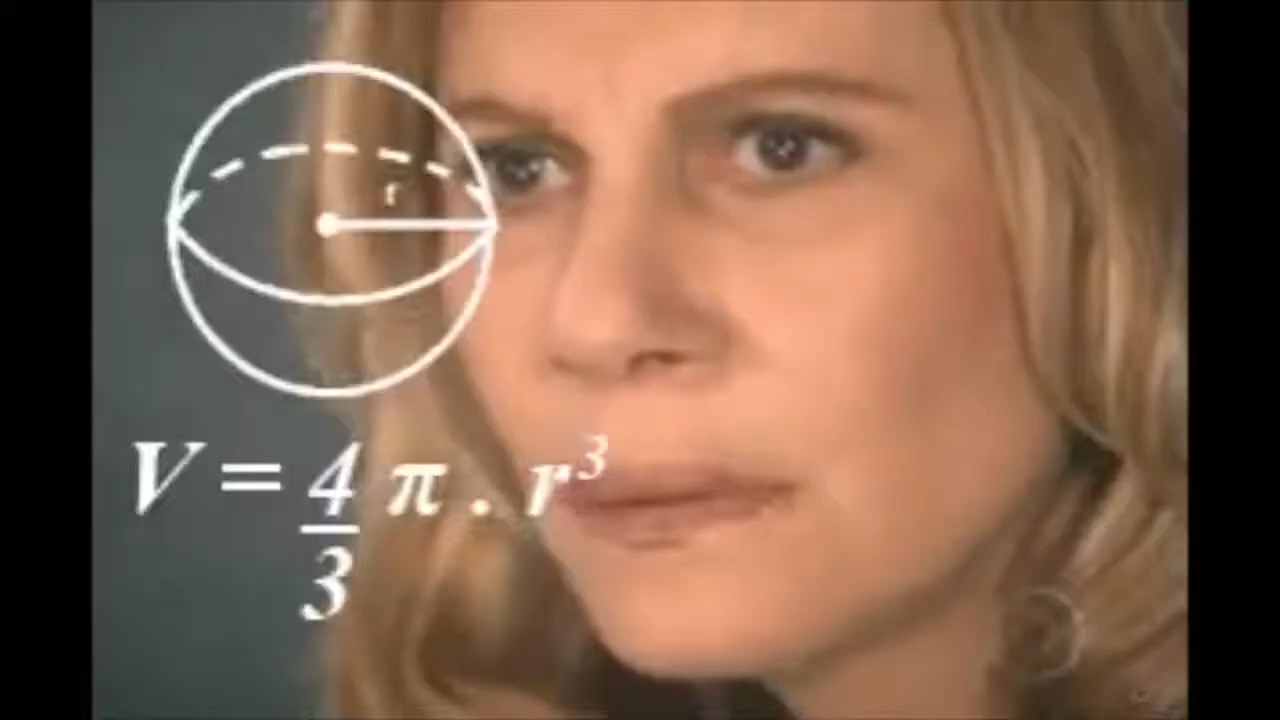 r
V = 4/3 π . r³